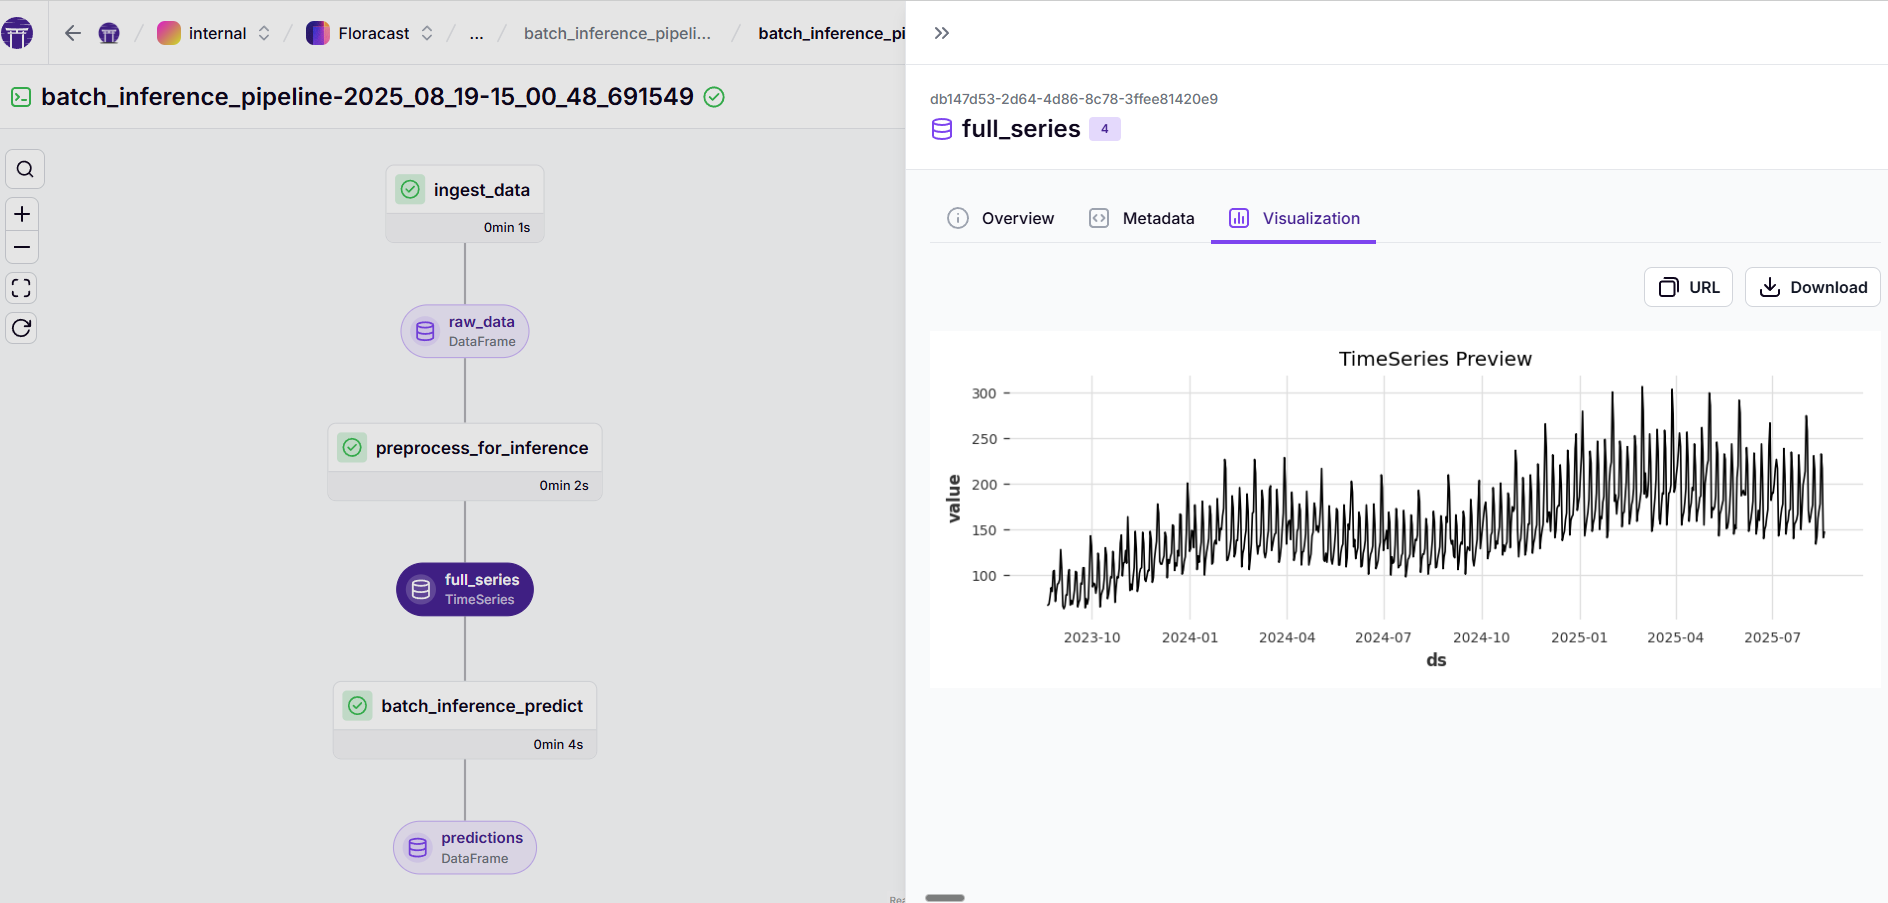 internal
Floracast
...
batch_inference_pipeli...
batch_inference_pi
batch_inference_pipeline-2025_08_19-15_00_48_691549
ingest_data
0min 1s
raw_data
DataFrame
preprocess_for_inference
0min 2s
full_series
TimeSeries
batch_inference_predict
0min 4s
predictions
DataFrame
Rea
db147d53-2d64-4d86-8c78-3ffee81420e9
full_series 4
Overview
Metadata
Visualization
URL
Download
TimeSeries Preview
300
250
200
150
100
value
2023-10
2024-01
2024-04
2024-07
2024-10
2025-01
2025-04
2025-07
ds